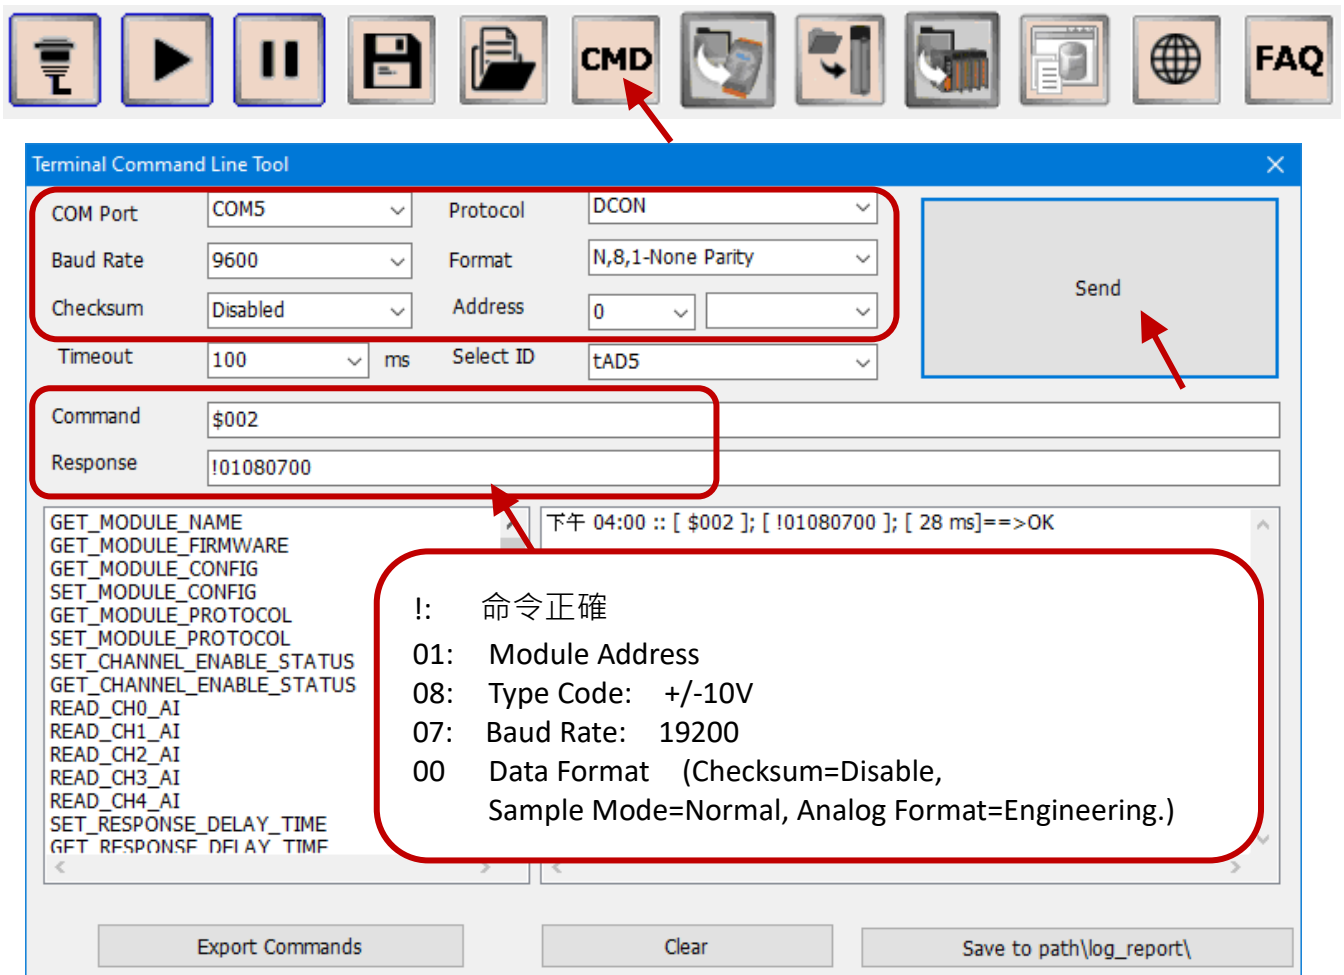 CMD
FAQ
Terminal Command Line Tool
COM Port COM5 Protocol DCON
Baud Rate 9600 Format N,8,1-None Parity
Checksum Disabled Address 0
Send
Timeout 100 ms Select ID tAD5
Command $002
Response !01080700
GET_MODULE_NAME
GET_MODULE_FIRMWARE
GET_MODULE_CONFIG
SET_MODULE_CONFIG
GET_MODULE_PROTOCOL
SET_MODULE_PROTOCOL
SET_CHANNEL_ENABLE_STATUS
GET_CHANNEL_ENABLE_STATUS
READ_CH0_AI
READ_CH1_AI
READ_CH2_AI
READ_CH3_AI
READ_CH4_AI
SET_RESPONSE_DELAY_TIME
GET_RESPONSE_DELAY_TIME
下午 04:00 :: [ $002 ]; [ !01080700 ]; [ 28 ms]==>OK
!: 命令正確
01: Module Address
08: Type Code: +/-10V
07: Baud Rate: 19200
00 Data Format (Checksum=Disable,
Sample Mode=Normal, Analog Format=Engineering.)
Export Commands
Clear
Save to path\log_report\